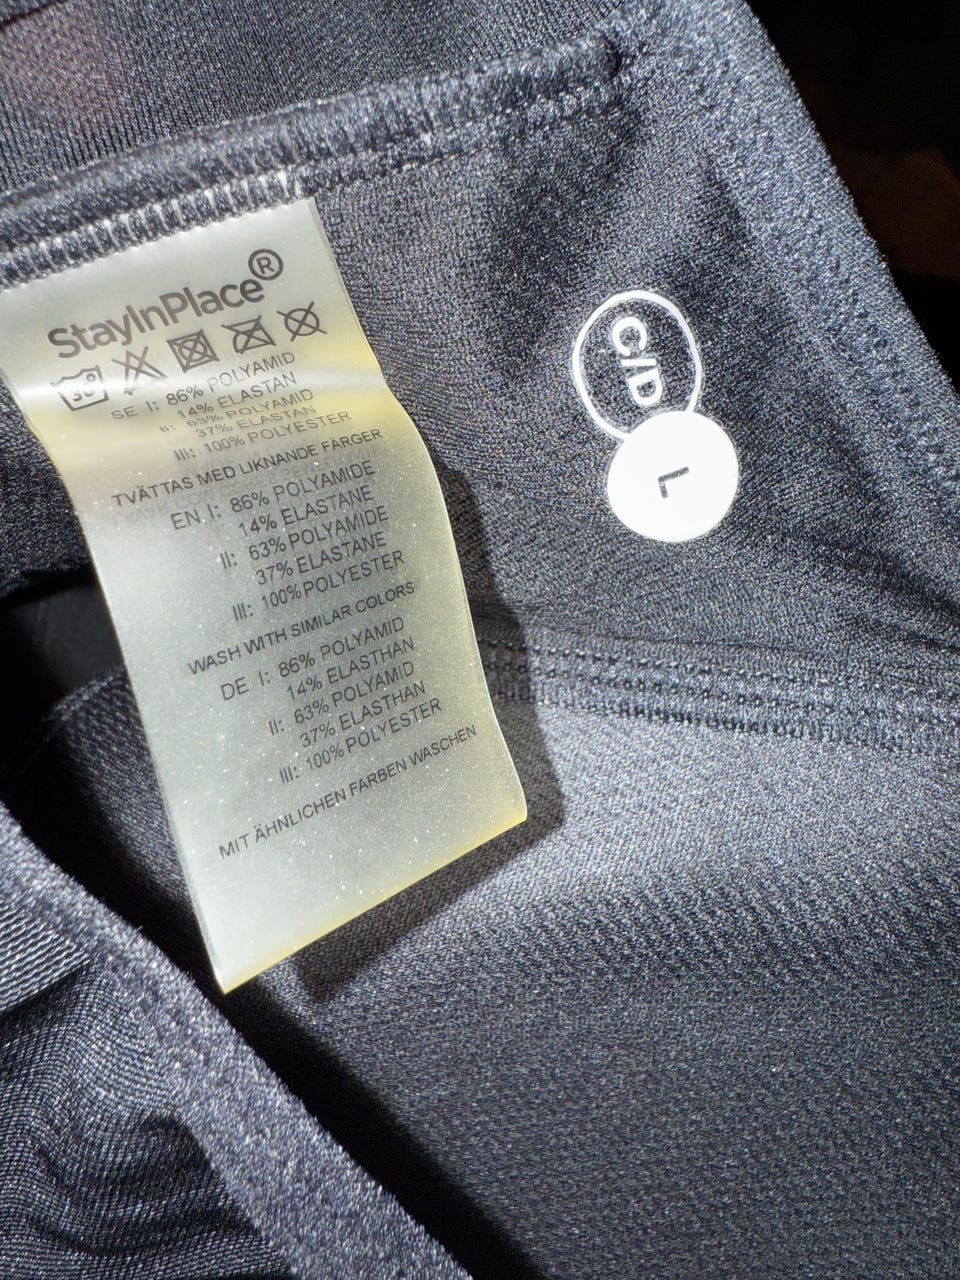 StayInPlace®
30°
SE I: 86% POLYAMID
14% ELASTAN
II: 63% POLYAMID
37% ELASTAN
III: 100% POLYESTER
TVÄTTAS MED LIKNANDE FÄRGER
EN I: 86% POLYAMIDE
14% ELASTANE
II: 63% POLYAMIDE
37% ELASTANE
III: 100% POLYESTER
WASH WITH SIMILAR COLORS
DE I: 86% POLYAMID
14% ELASTHAN
II: 63% POLYAMID
37% ELASTHAN
III: 100% POLYESTER
MIT ÄHNLICHEN FARBEN WASCHEN
C/D
L